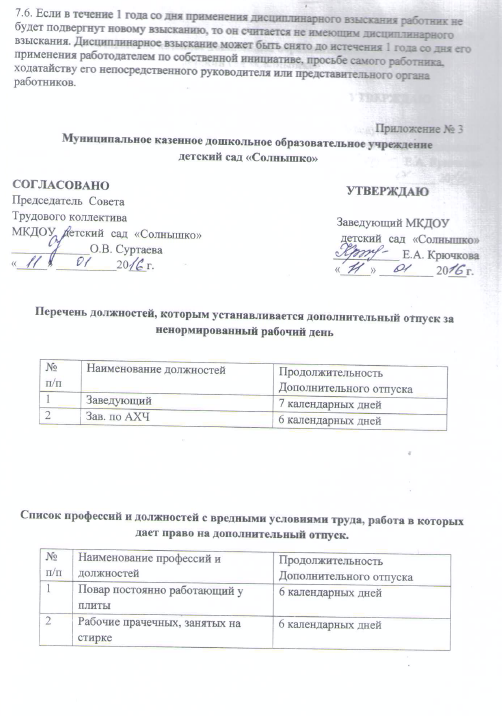 7.6. Если в течение 1 года со дня применения дисциплинарного взыскания работник не
будет подвергнут новому взысканию, то он считается не имеющим дисциплинарного
взыскания. Дисциплинарное взыскание может быть снято до истечения 1 года со дня его
применения работодателем по собственной инициативе, просьбе самого работника,
ходатайству его непосредственного руководителя или представительного органа
работников.
Приложение № 3
Муниципальное казенное дошкольное образовательное учреждение
детский сад «Солнышко»
СОГЛАСОВАНО
Председатель Совета
Трудового коллектива
МКДОУ детский сад «Солнышко»
О.В. Суртаева
« 11 » 01 2016 г.
УТВЕРЖДАЮ
Заведующий МКДОУ
детский сад «Солнышко»
Е.А. Крючкова
« 11 » 01 2016 г.
Перечень должностей, которым устанавливается дополнительный отпуск за
ненормированный рабочий день
№ п/п Наименование должностей Продолжительность Дополнительного отпуска
1 Заведующий 7 календарных дней
2 Зав. по АХЧ 6 календарных дней
Список профессий и должностей с вредными условиями труда, работа в которых
дает право на дополнительный отпуск.
№ п/п Наименование профессий и должностей Продолжительность Дополнительного отпуска
1 Повар постоянно работающий у плиты 6 календарных дней
2 Рабочие прачечных, занятых на стирке 6 календарных дней